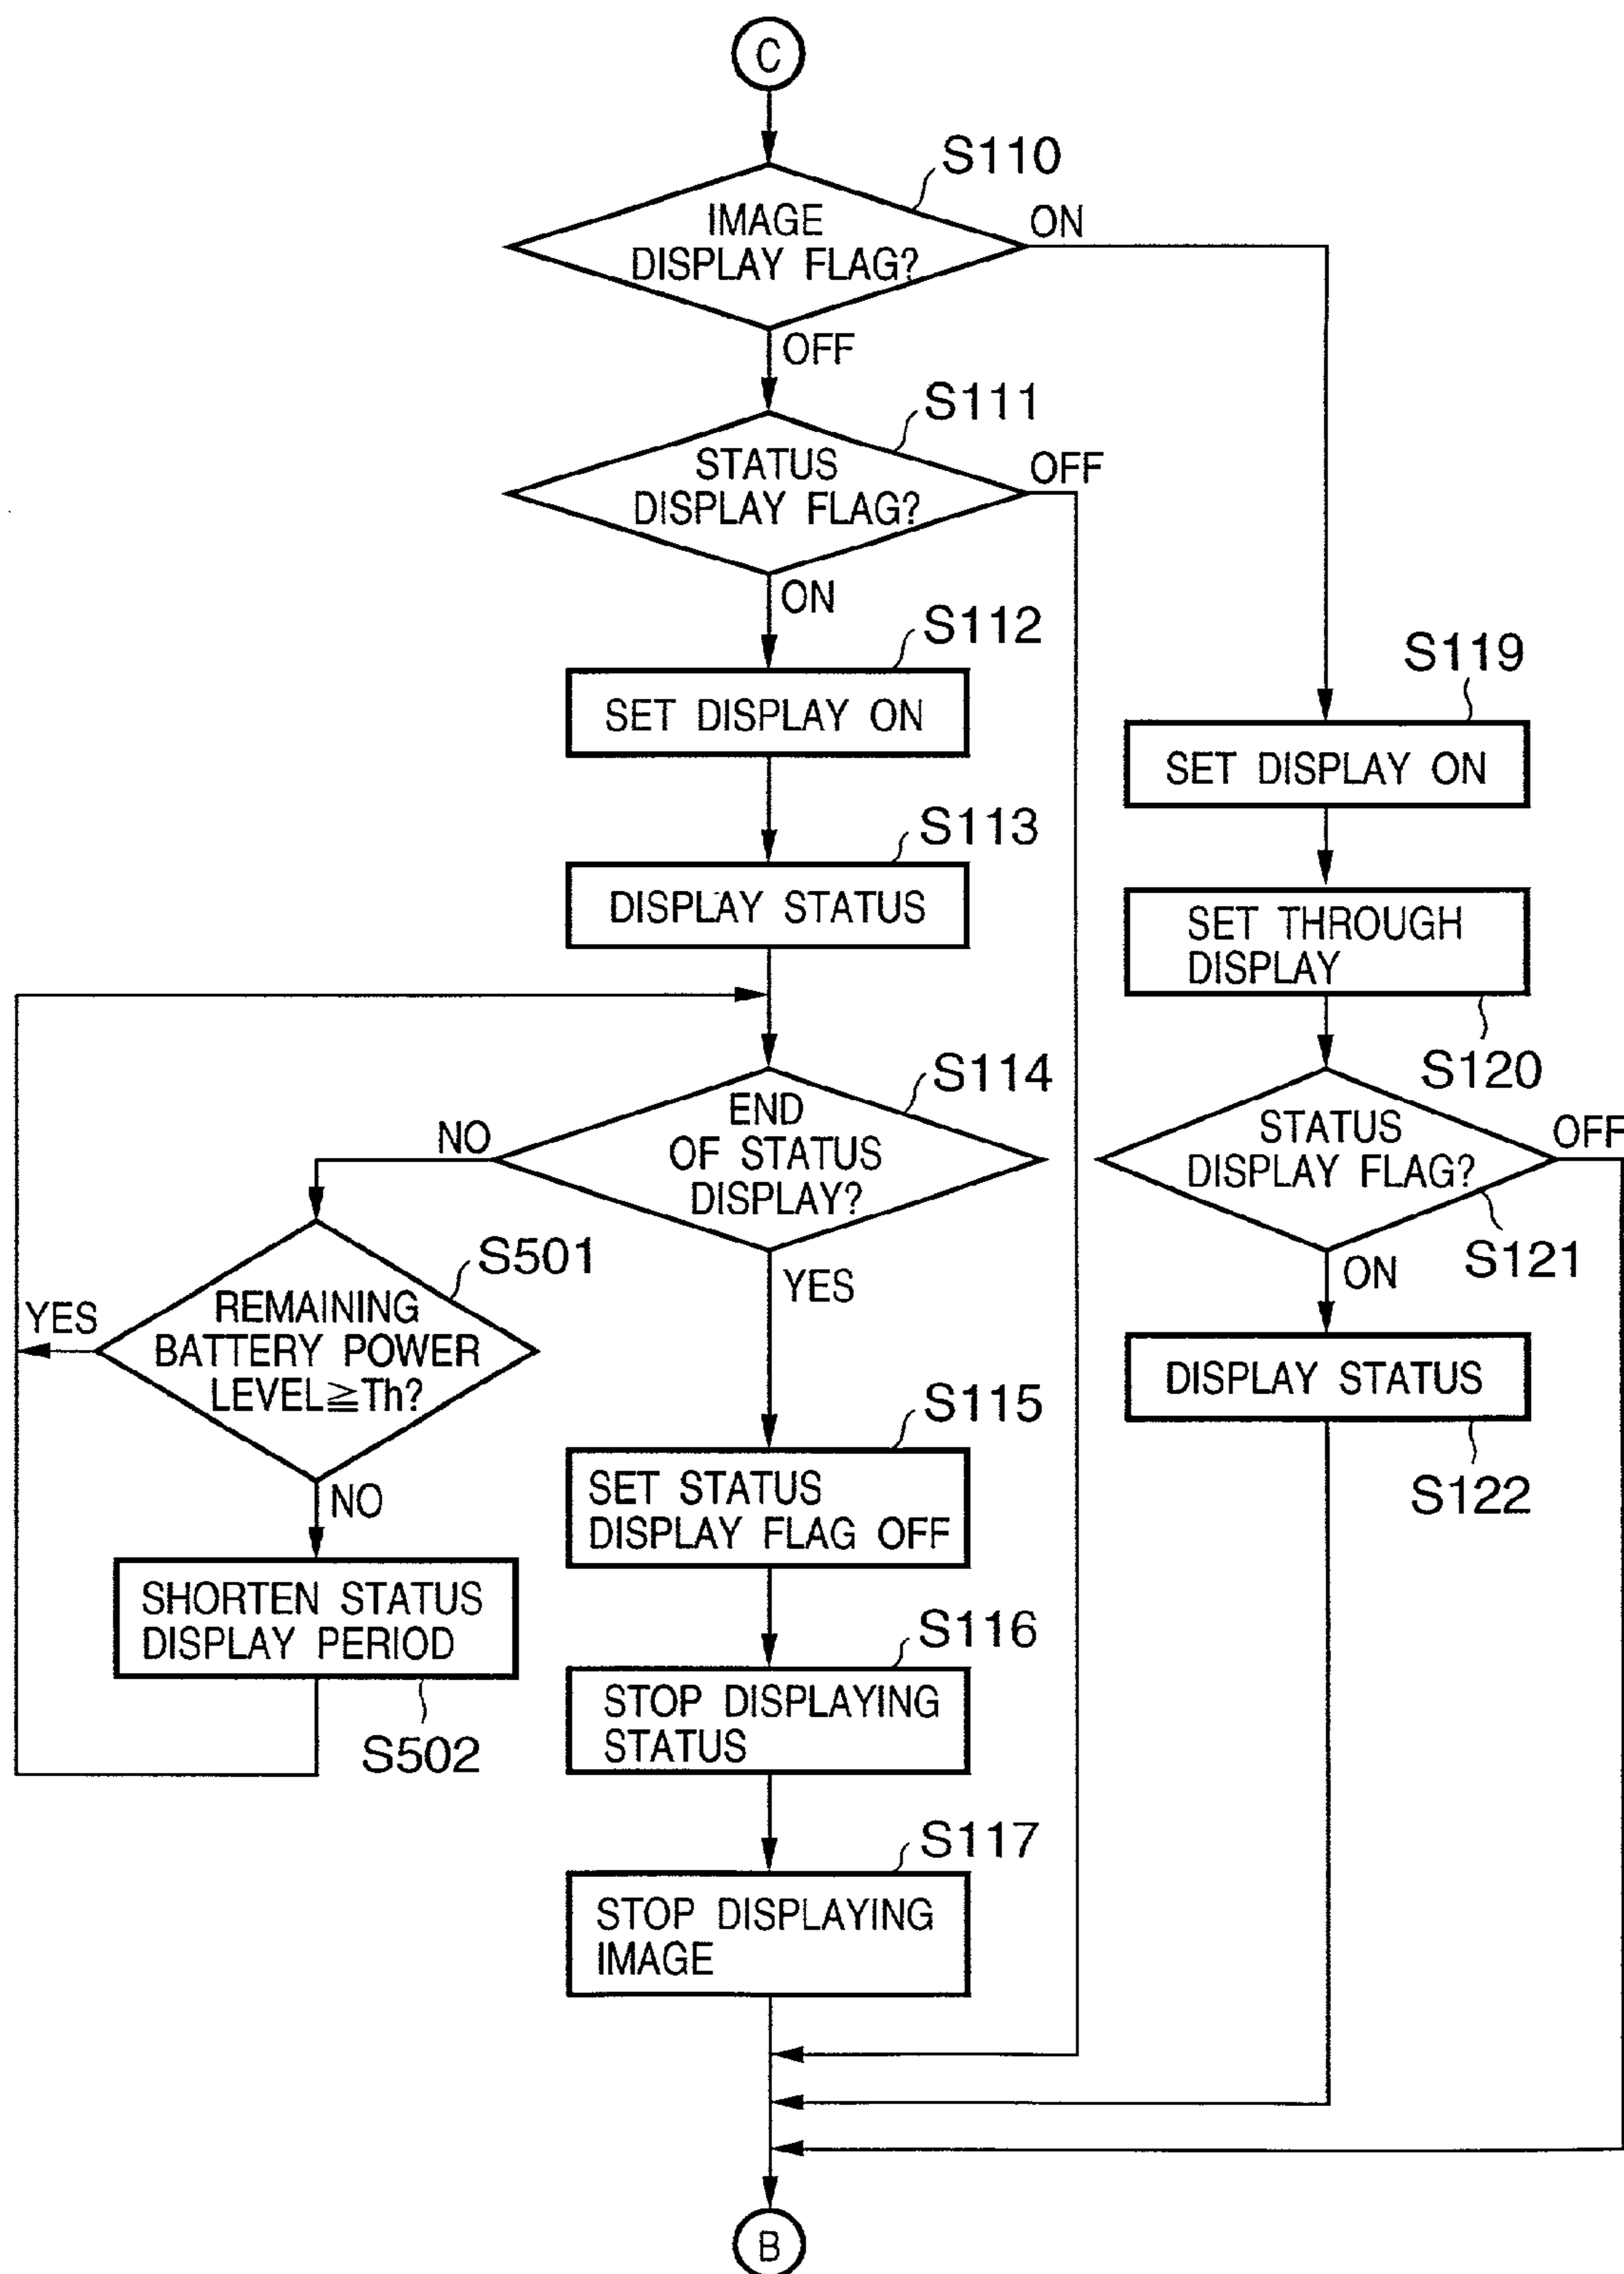 C
S110
IMAGE
DISPLAY FLAG?
ON
OFF
S111
STATUS
DISPLAY FLAG?
OFF
ON
S112
SET DISPLAY ON
S113
DISPLAY STATUS
S114
END
OF STATUS
DISPLAY?
NO
YES
S501
REMAINING
BATTERY POWER
LEVEL≧Th?
YES
NO
SHORTEN STATUS
DISPLAY PERIOD
S502
S115
SET STATUS
DISPLAY FLAG OFF
S116
STOP DISPLAYING
STATUS
S117
STOP DISPLAYING
IMAGE
S119
SET DISPLAY ON
SET THROUGH
DISPLAY
S120
STATUS
DISPLAY FLAG?
OFF
S121
ON
DISPLAY STATUS
S122
B